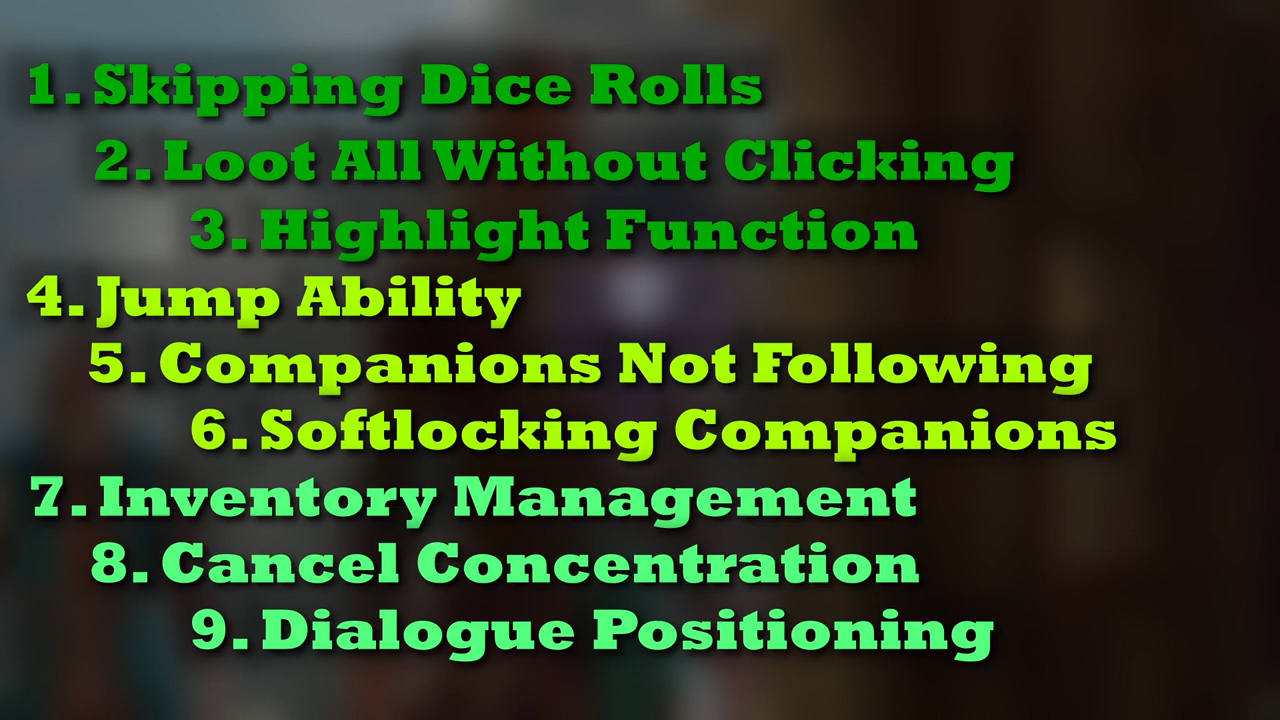 1. Skipping Dice Rolls
2. Loot All Without Clicking
3. Highlight Function
4. Jump Ability
5. Companions Not Following
6. Softlocking Companions
7. Inventory Management
8. Cancel Concentration
9. Dialogue Positioning